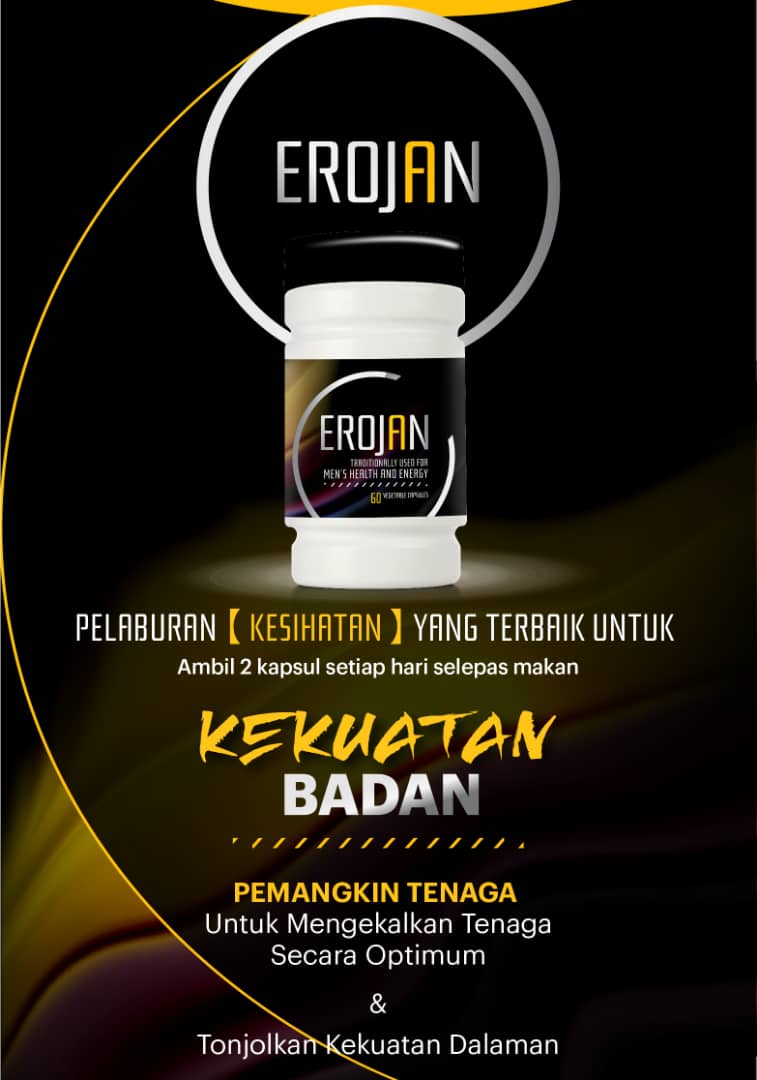 EROJAN
EROJAN
TRADITIONALLY USED FOR
MEN'S HEALTH AND ENERGY
60 VEGETABLE CAPSULES
PELABURAN【KESIHATAN】YANG TERBAIK UNTUK
Ambil 2 kapsul setiap hari selepas makan
KEKUATAN
BADAN
PEMANGKIN TENAGA
Untuk Mengekalkan Tenaga
Secara Optimum
&
Tonjolkan Kekuatan Dalaman